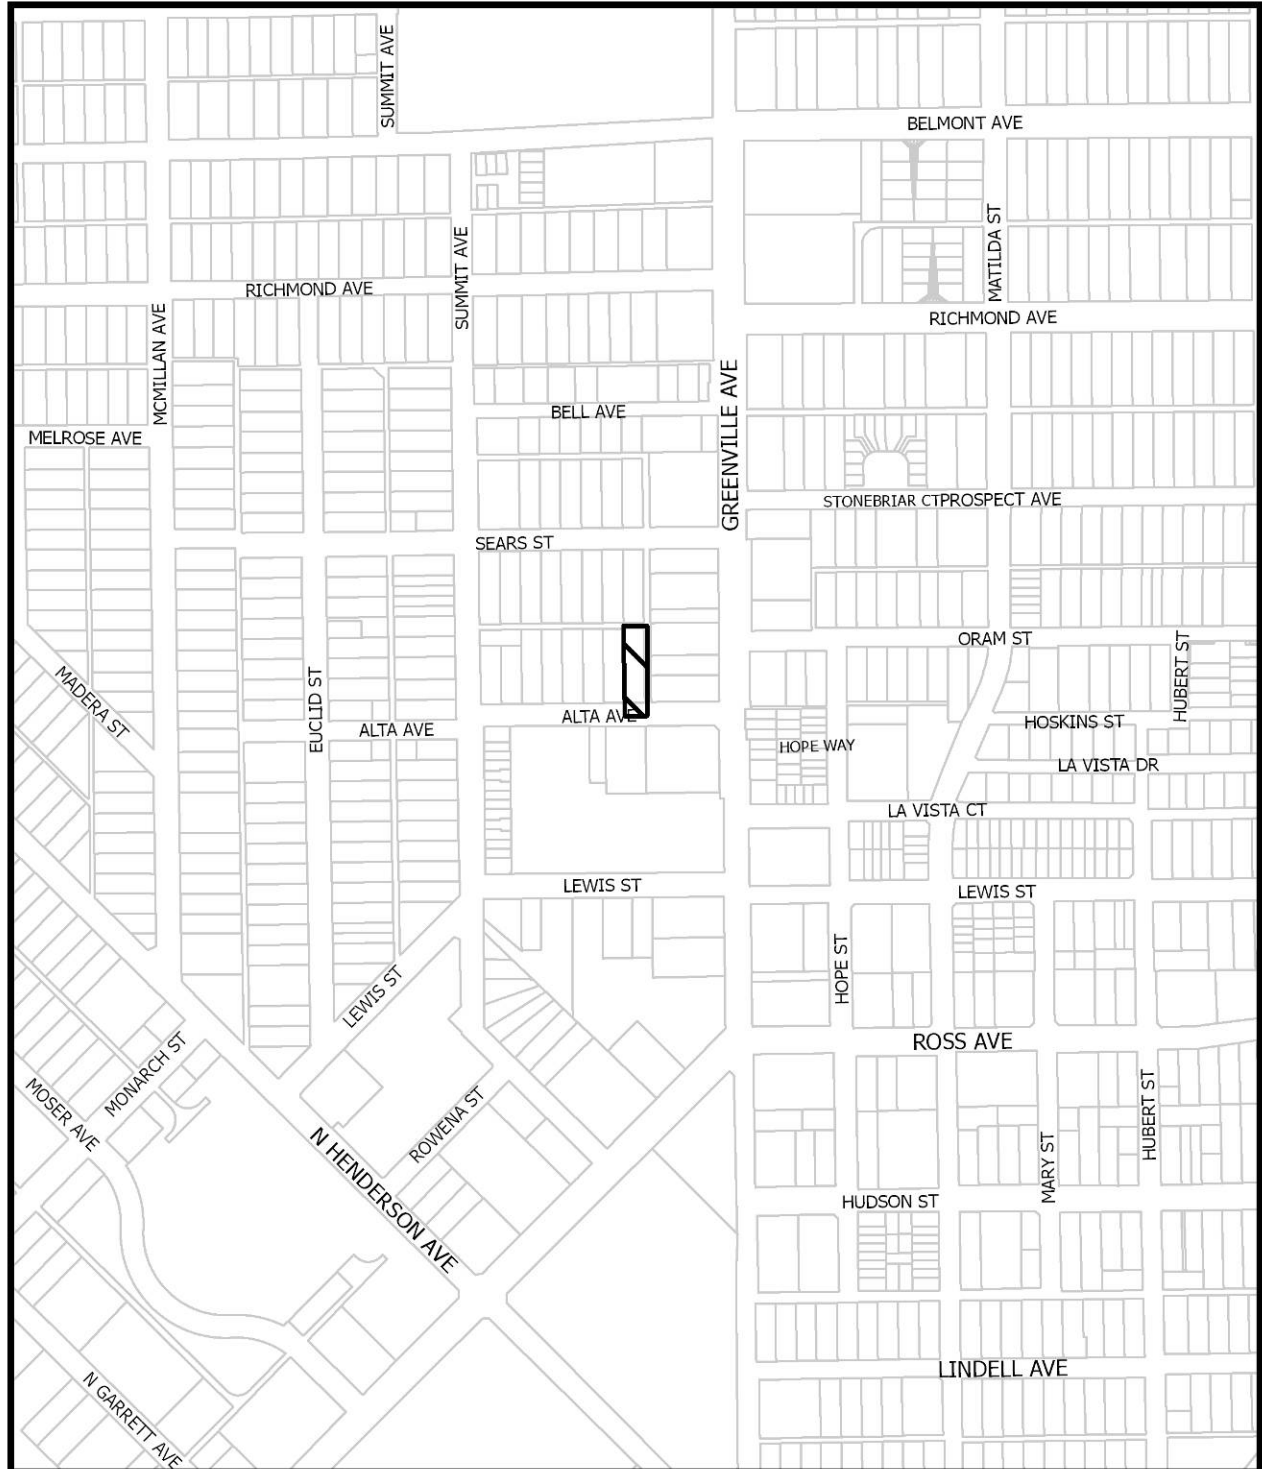 SUMMIT AVE
BELMONT AVE
MATILDA ST
SUMMIT AVE
RICHMOND AVE
MCMILLAN AVE
RICHMOND AVE
GREENVILLE AVE
BELL AVE
MELROSE AVE
STONEBRIAR CT
PROSPECT AVE
SEARS ST
ORAM ST
HUBERT ST
MADERA ST
EUCLID ST
ALTA AVE
ALTA AVE
HOSKINS ST
HOPE WAY
LA VISTA DR
LA VISTA CT
LEWIS ST
LEWIS ST
HOPE ST
LEWIS ST
ROSS AVE
MONARCH ST
MOSER AVE
ROWENA ST
HUBERT ST
MARY ST
N HENDERSON AVE
HUDSON ST
LINDELL AVE
N GARRETT AVE